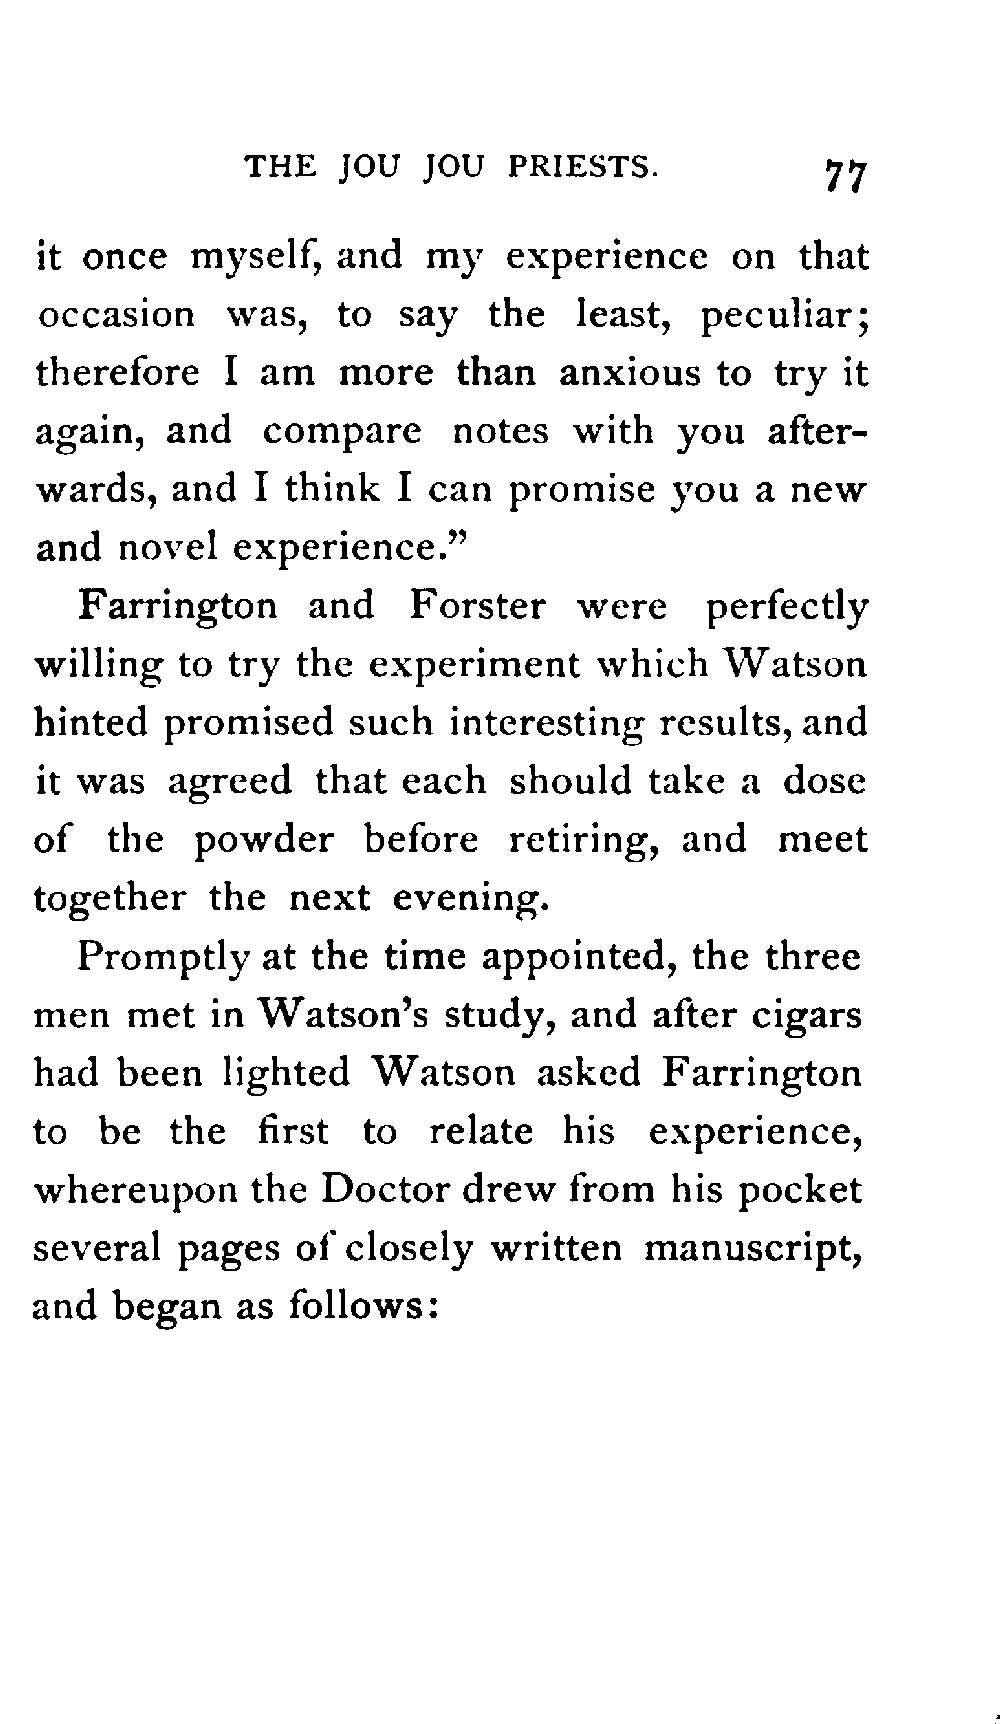 THE JOU JOU PRIESTS. 77
it once myself, and my experience on that
occasion was, to say the least, peculiar;
therefore I am more than anxious to try it
again, and compare notes with you after-
wards, and I think I can promise you a new
and novel experience.”
Farrington and Forster were perfectly
willing to try the experiment which Watson
hinted promised such interesting results, and
it was agreed that each should take a dose
of the powder before retiring, and meet
together the next evening.
Promptly at the time appointed, the three
men met in Watson’s study, and after cigars
had been lighted Watson asked Farrington
to be the first to relate his experience,
whereupon the Doctor drew from his pocket
several pages of closely written manuscript,
and began as follows: